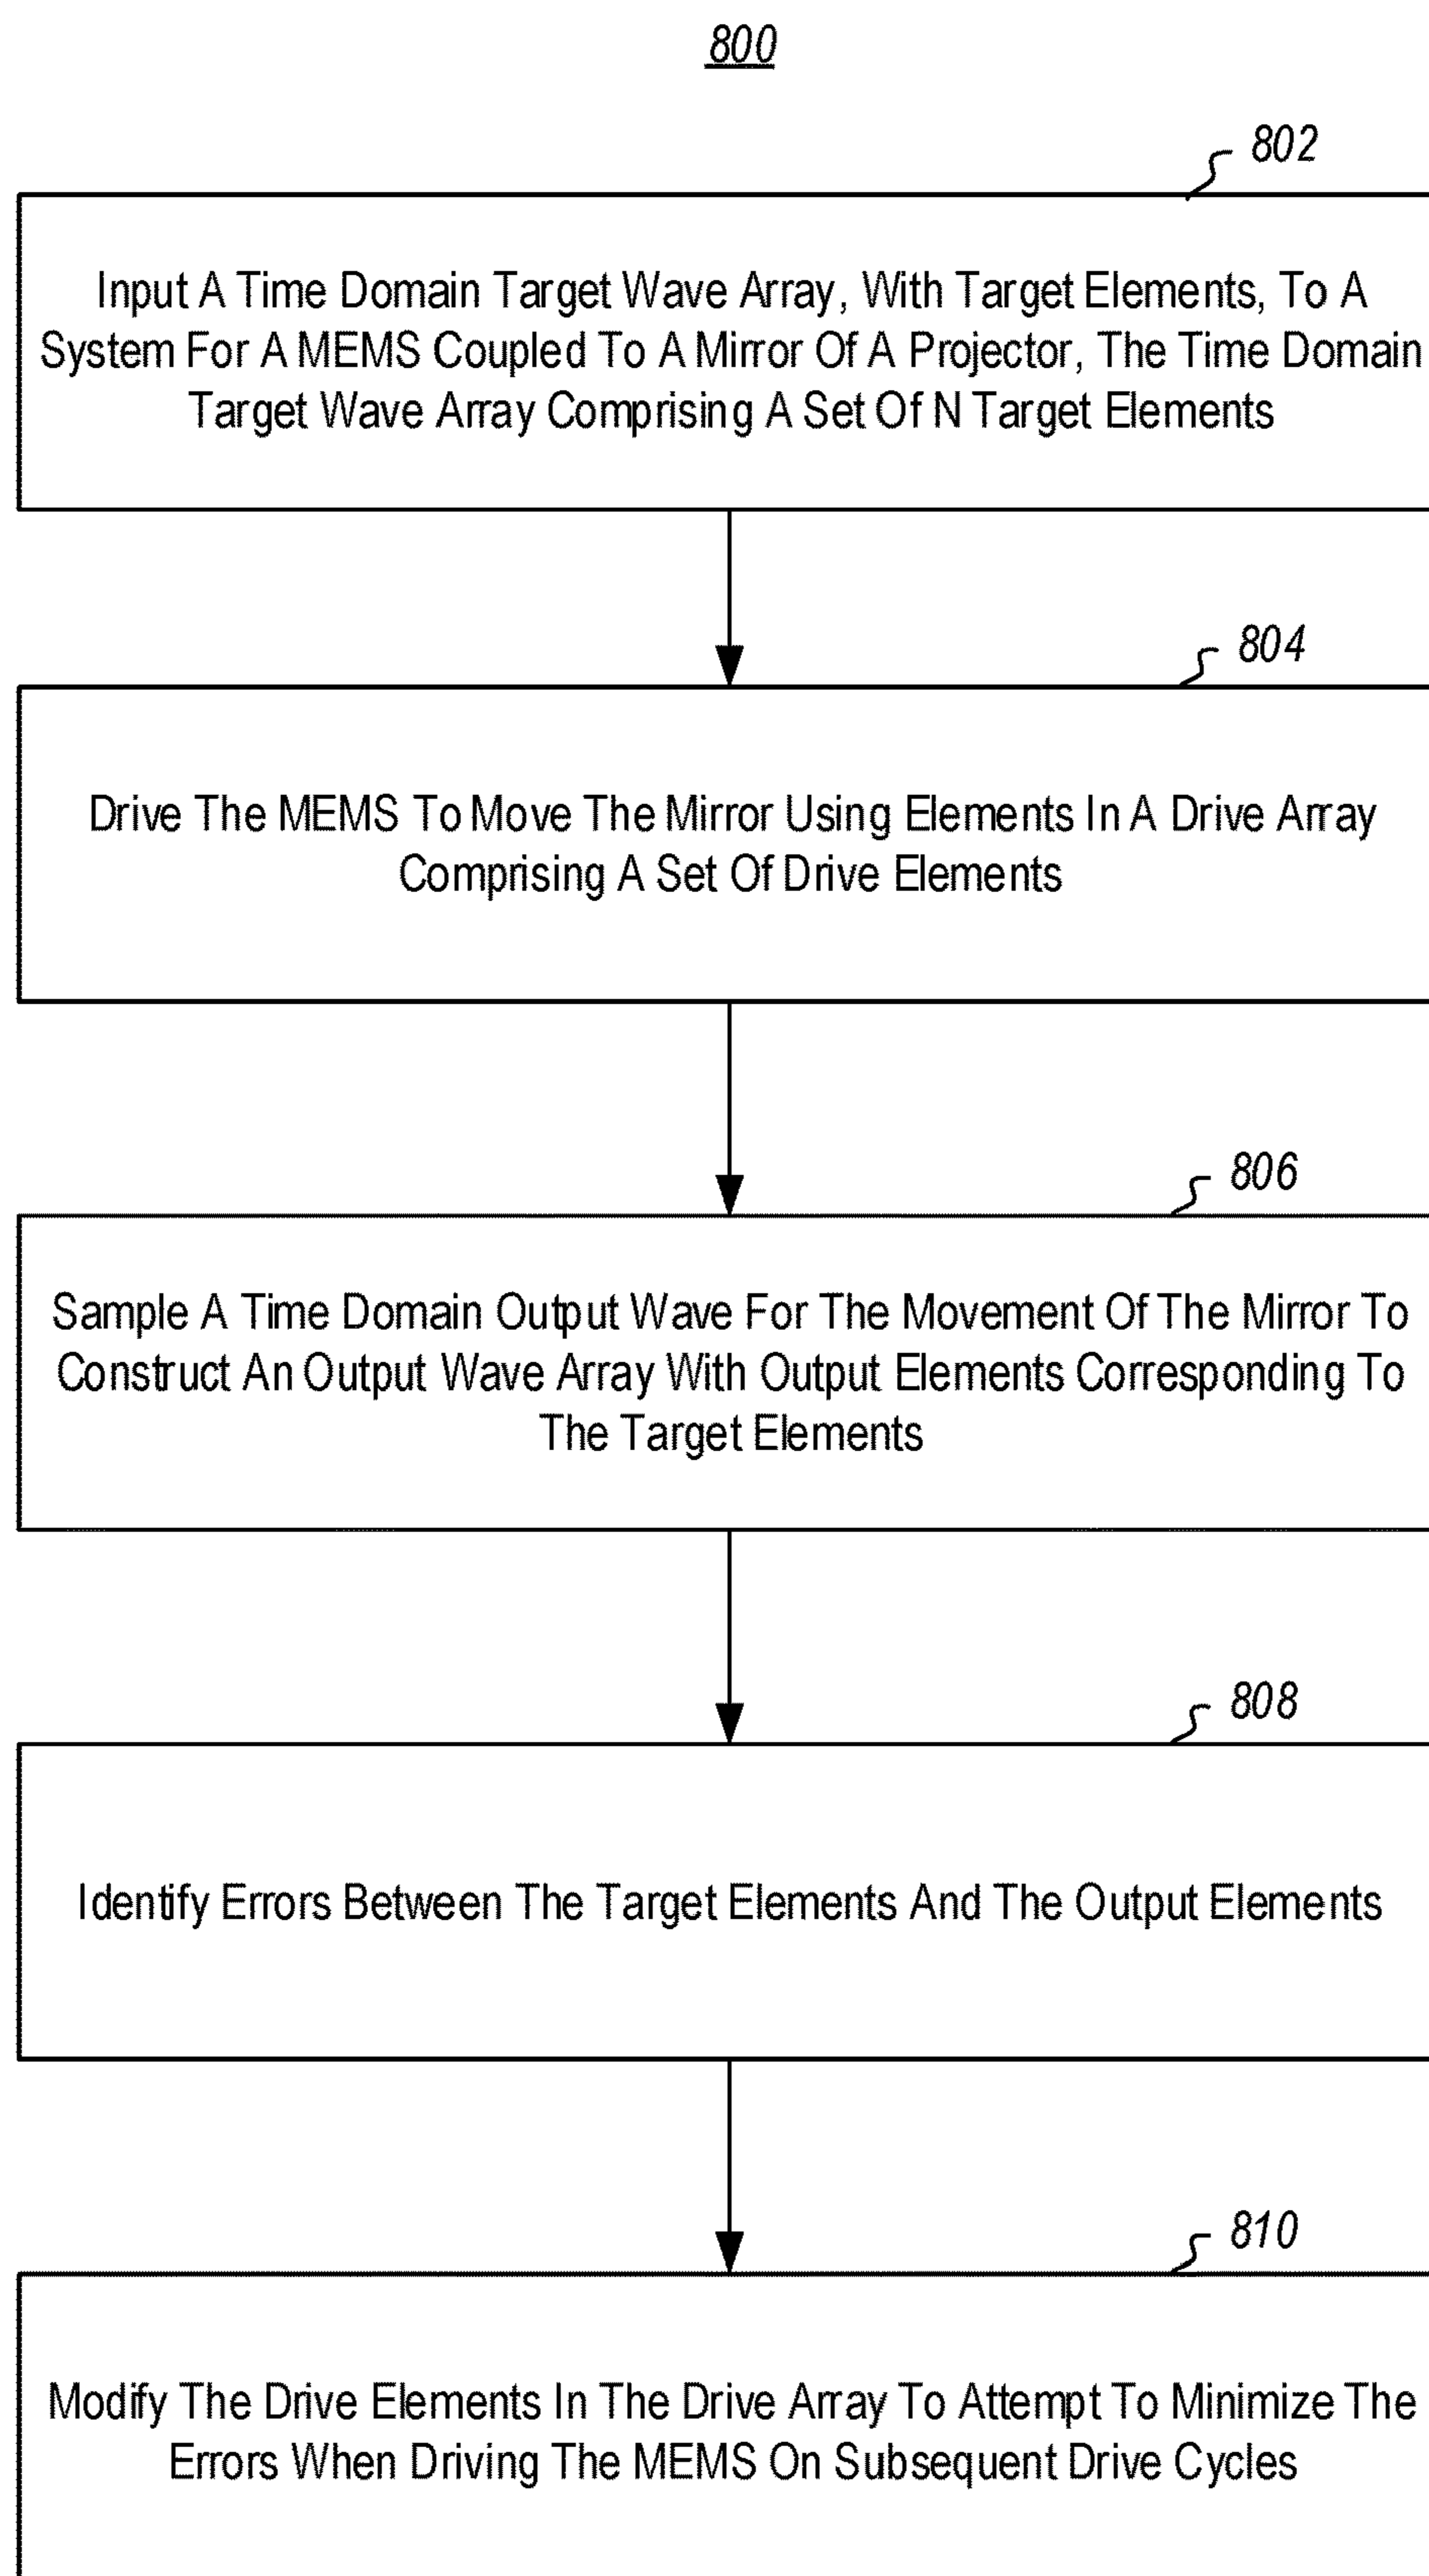 800
802
Input A Time Domain Target Wave Array, With Target Elements, To A
System For A MEMS Coupled To A Mirror Of A Projector, The Time Domain
Target Wave Array Comprising A Set Of N Target Elements
804
Drive The MEMS To Move The Mirror Using Elements In A Drive Array
Comprising A Set Of Drive Elements
806
Sample A Time Domain Output Wave For The Movement Of The Mirror To
Construct An Output Wave Array With Output Elements Corresponding To
The Target Elements
808
Identify Errors Between The Target Elements And The Output Elements
810
Modify The Drive Elements In The Drive Array To Attempt To Minimize The
Errors When Driving The MEMS On Subsequent Drive Cycles